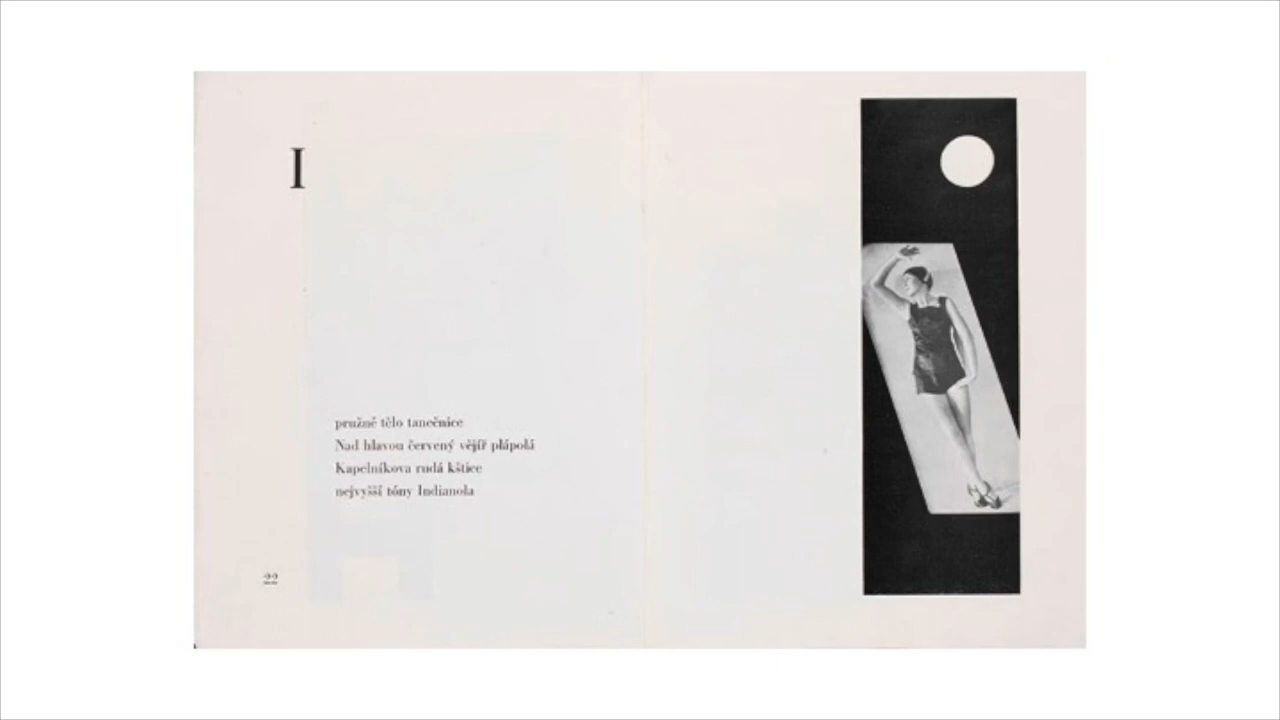 I
pružné tělo tanečnice
Nad hlavou červený vějíř plápolá
Kapelníkova rudá kštice
nejvyšší tóny Indianola
22